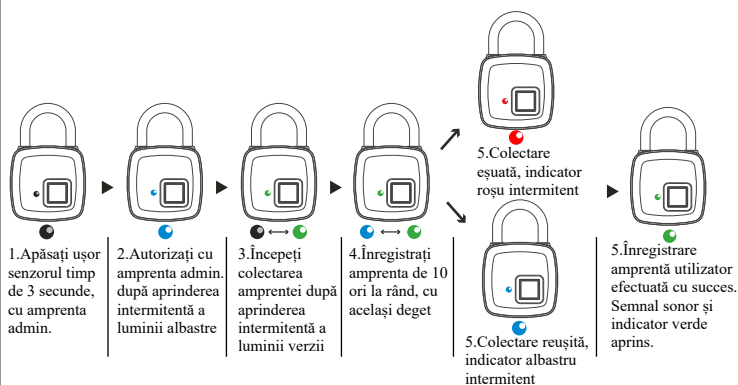 1.Apăsați ușor
senzorul timp
de 3 secunde,
cu amprenta
admin.
2.Autorizați cu
amprenta admin.
după aprinderea
intermitentă a
luminii albastre
3.Începeți
colectarea
amprentei după
aprinderea
intermitentă a
luminii verzii
4.Înregistrați
amprenta de 10
ori la rând, cu
același deget
5.Colectare
eșuată, indicator
roșu intermitent
5.Colectare reușită,
indicator albastru
intermitent
5.Înregistrare
amprentă utilizator
efectuată cu succes.
Semnal sonor și
indicator verde
aprins.